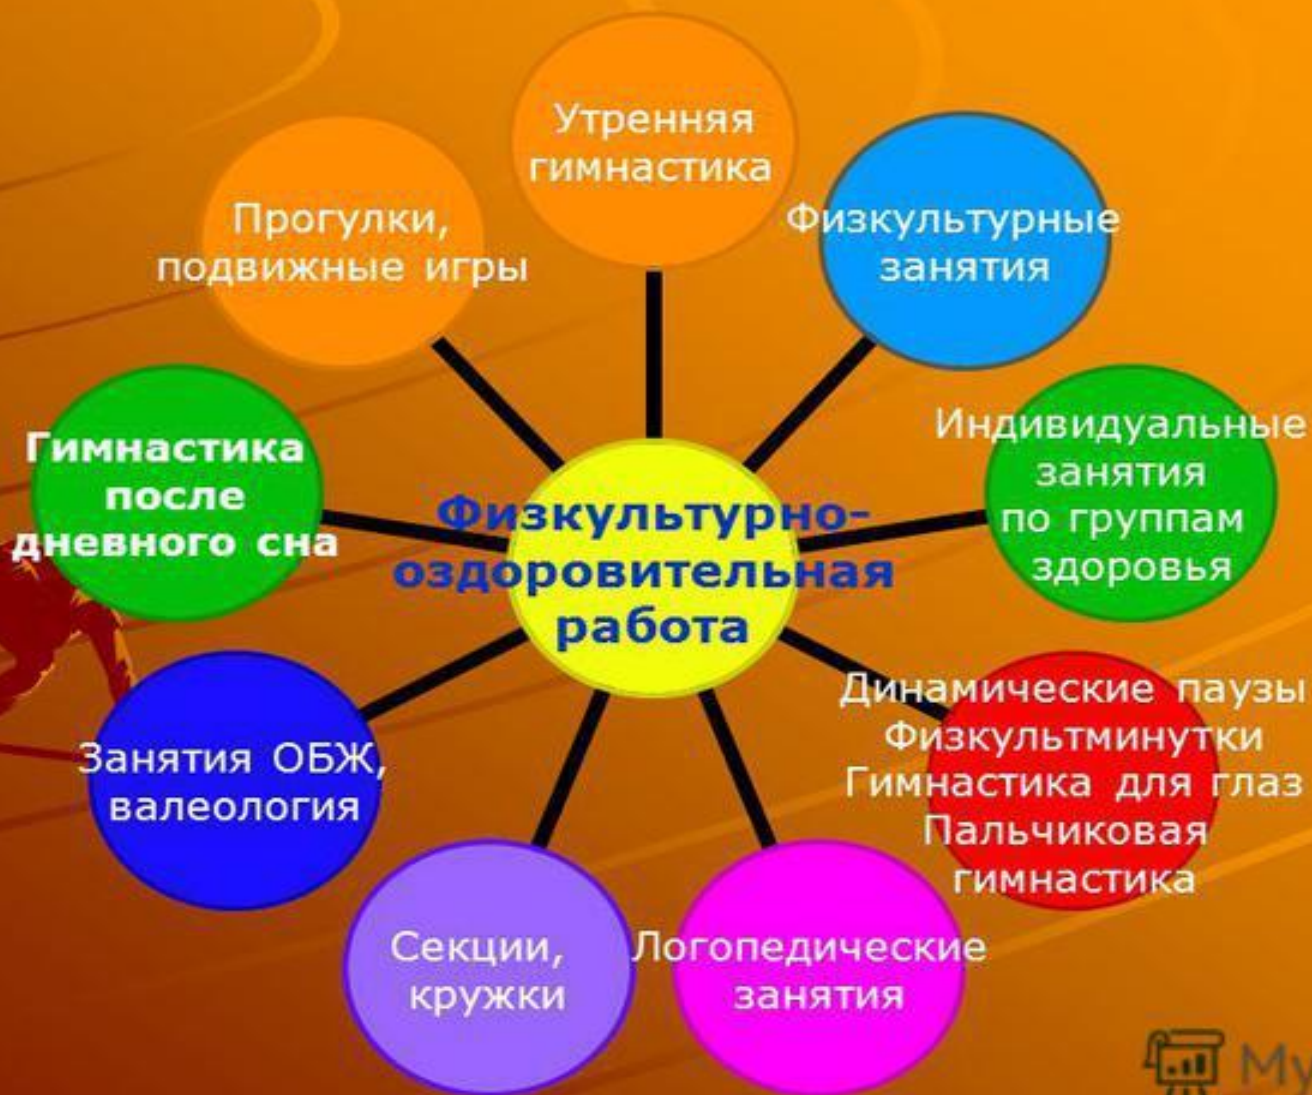 Утренняя
гимнастика
Физкультурные
занятия
Индивидуальные
занятия
по группам
здоровья
Динамические паузы
Физкультминутки
Гимнастика для глаз
Пальчиковая
гимнастика
Логопедические
занятия
Секции,
кружки
Занятия ОБЖ,
валеология
Гимнастика
после
дневного сна
Прогулки,
подвижные игры
Физкультурно-
оздоровительная
работа
My